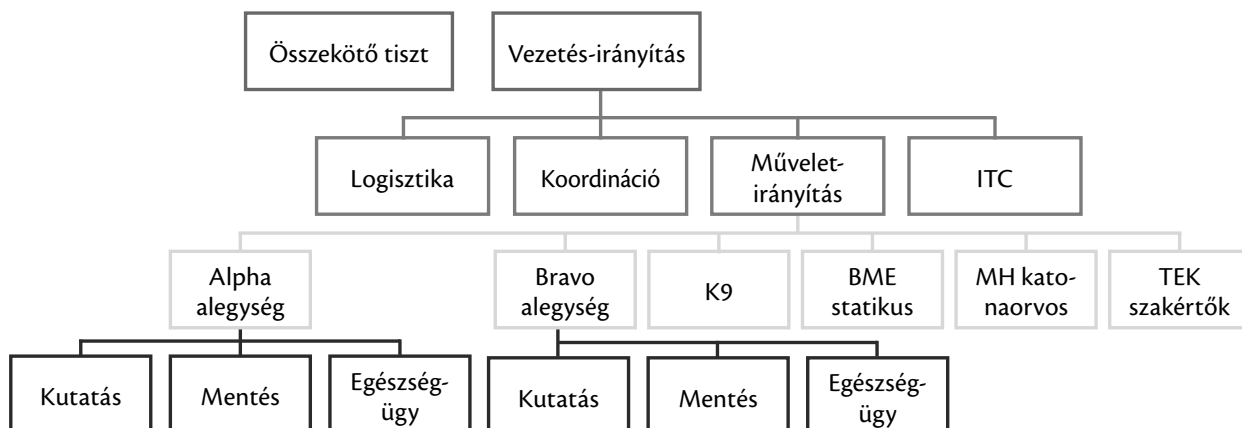 Összekötő tiszt
Vezetés-irányítás
Logisztika
Koordináció
Művelet-
irányítás
ITC
Alpha
alegység
Bravo
alegység
K9
BME
statikus
MH kato-
naorvos
TEK
szakértők
Kutatás
Mentés
Egészség-
ügy
Kutatás
Mentés
Egészség-
ügy